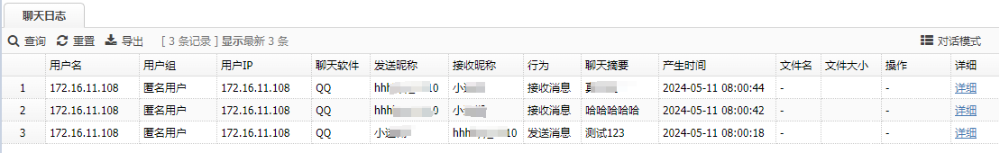 聊天日志
查询 重置 导出 [ 3 条记录 ] 显示最新 3 条 对话模式
用户名 用户组 用户IP 聊天软件 发送昵称 接收昵称 行为 聊天摘要 产生时间 文件名 文件大小 操作 详细
1 172.16.11.108 匿名用户 172.16.11.108 QQ hhh 10 小 接收消息 真 2024-05-11 08:00:44 - - 详细
2 172.16.11.108 匿名用户 172.16.11.108 QQ hhh 0 小 接收消息 哈哈哈哈哈 2024-05-11 08:00:42 - - 详细
3 172.16.11.108 匿名用户 172.16.11.108 QQ 小 hhh 10 发送消息 测试123 2024-05-11 08:00:18 - - 详细